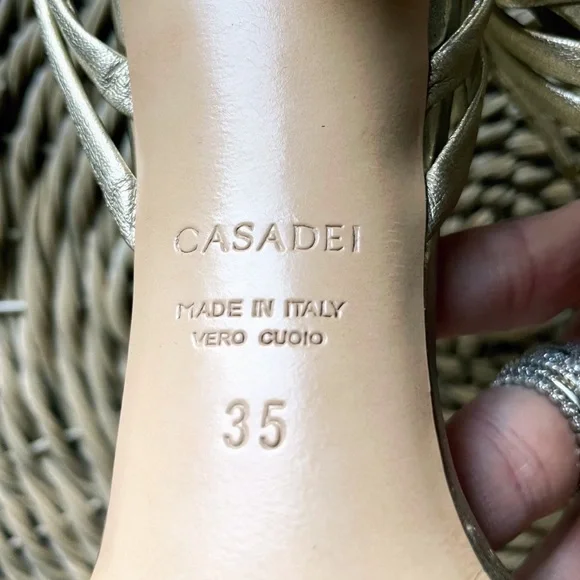 CASADEI
MADE IN ITALY
VERO CUOIO
35